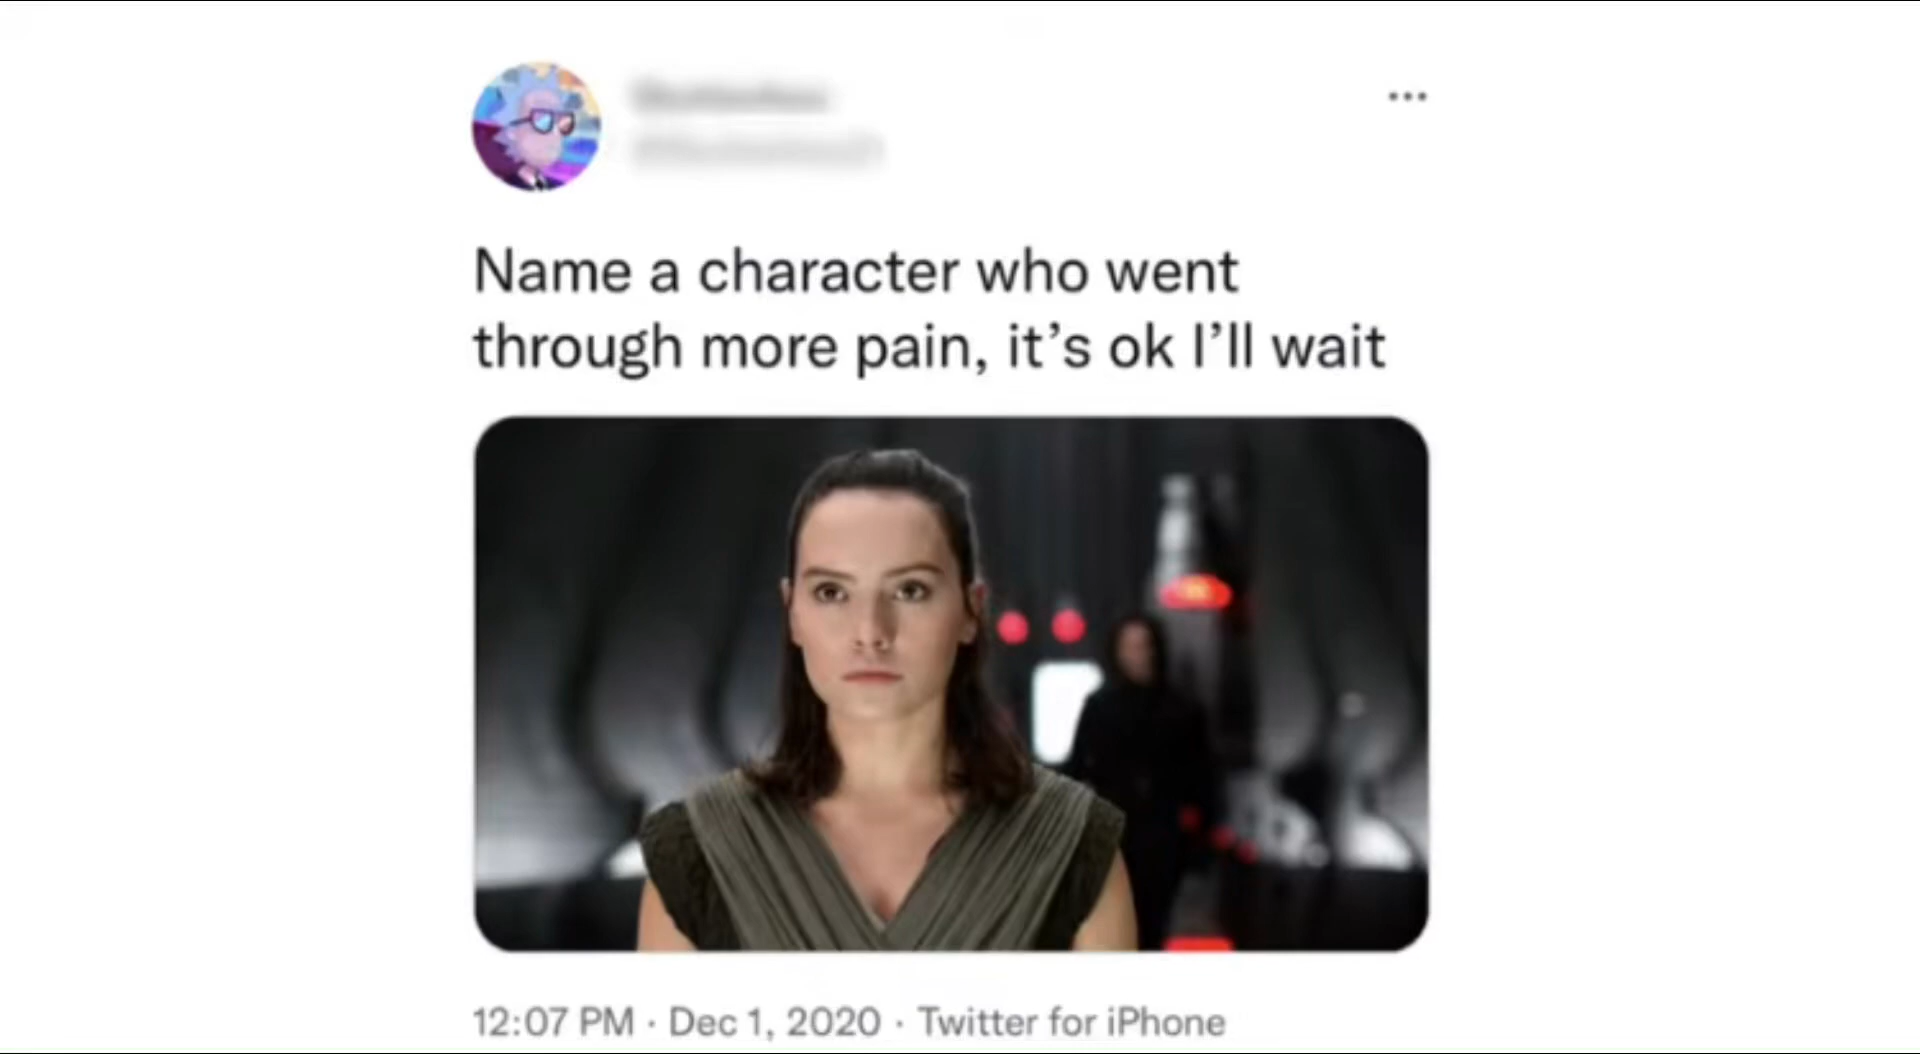 Name a character who went
through more pain, it’s ok I’ll wait
12:07 PM · Dec 1, 2020 · Twitter for iPhone